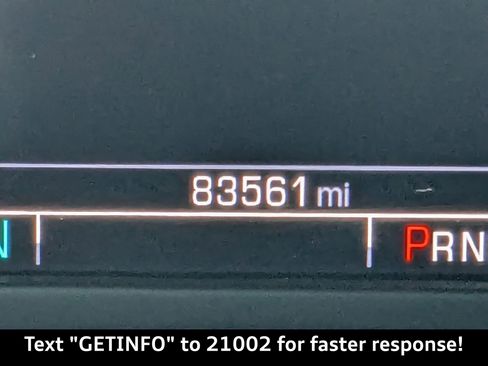 83561 mi
N
PRN
Text "GETINFO" to 21002 for faster response!